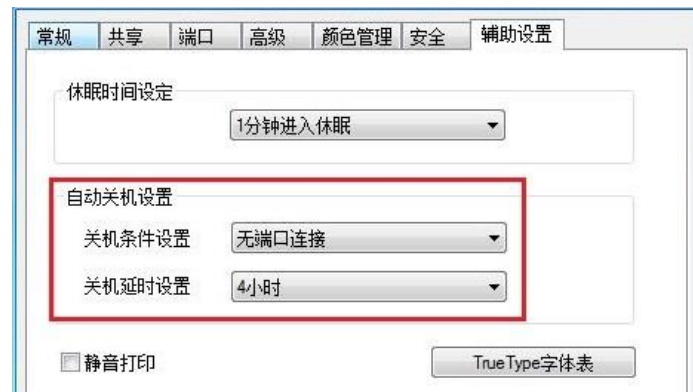 常规 共享 端口 高级 颜色管理 安全 辅助设置
休眠时间设定
1分钟进入休眠
自动关机设置
关机条件设置 无端口连接
关机延时设置 4小时
静音打印 TrueType字体表